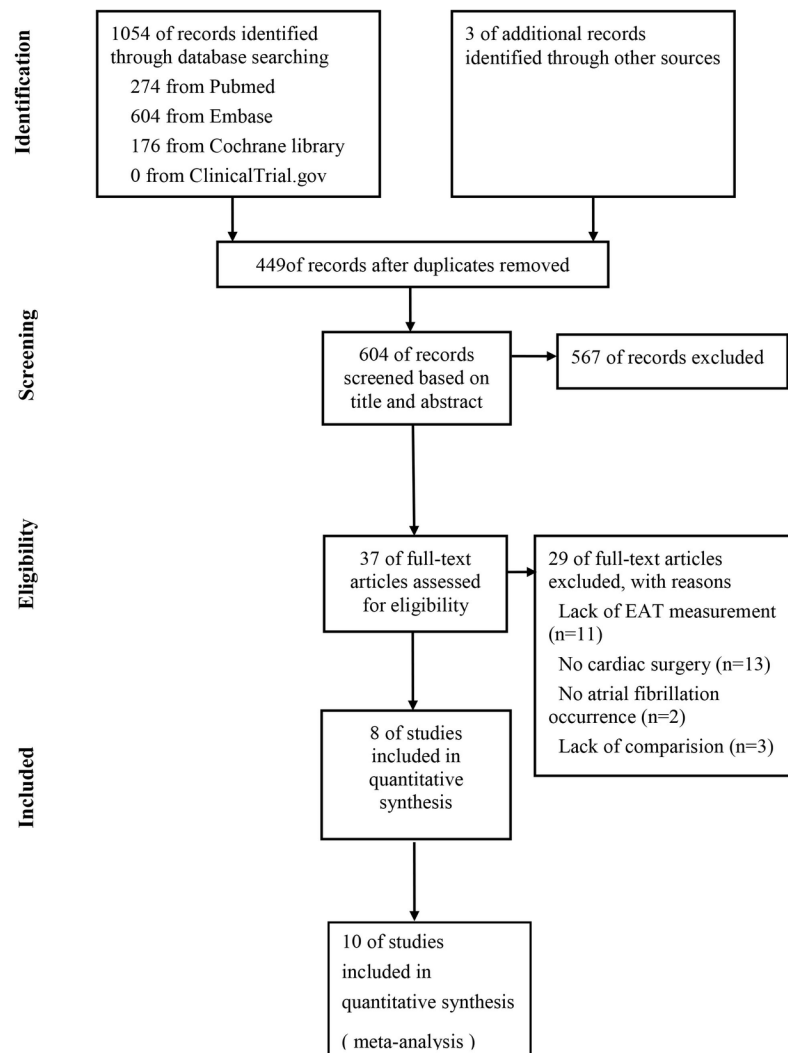 Identification
1054 of records identified
through database searching
274 from Pubmed
604 from Embase
176 from Cochrane library
0 from ClinicalTrial.gov
3 of additional records
identified through other sources
449of records after duplicates removed
Screening
604 of records
screened based on
title and abstract
567 of records excluded
Eligibility
37 of full-text
articles assessed
for eligibility
29 of full-text articles
excluded, with reasons
Lack of EAT measurement
(n=11)
No cardiac surgery (n=13)
No atrial fibrillation
occurrence (n=2)
Lack of comparision (n=3)
Included
8 of studies
included in
quantitative
synthesis
10 of studies
included in
quantitative synthesis
( meta-analysis )